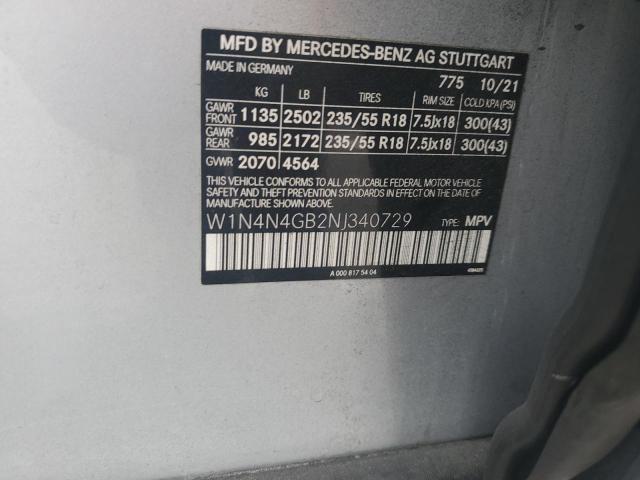 MFD BY MERCEDES-BENZ AG STUTTGART
MADE IN GERMANY 775 10/21
KG LB TIRES RIM SIZE COLD KPA (PSI)
GAWR FRONT 1135 2502 235/55 R18 7.5Jx18 300(43)
GAWR REAR 985 2172 235/55 R18 7.5Jx18 300(43)
GVWR 2070 4564
THIS VEHICLE CONFORMS TO ALL APPLICABLE FEDERAL MOTOR VEHICLE
SAFETY AND THEFT PREVENTION STANDARDS IN EFFECT ON THE DATE OF
MANUFACTURE SHOWN ABOVE.
W1N4N4GB2NJ340729 TYPE: MPV
A 000 817 54 04